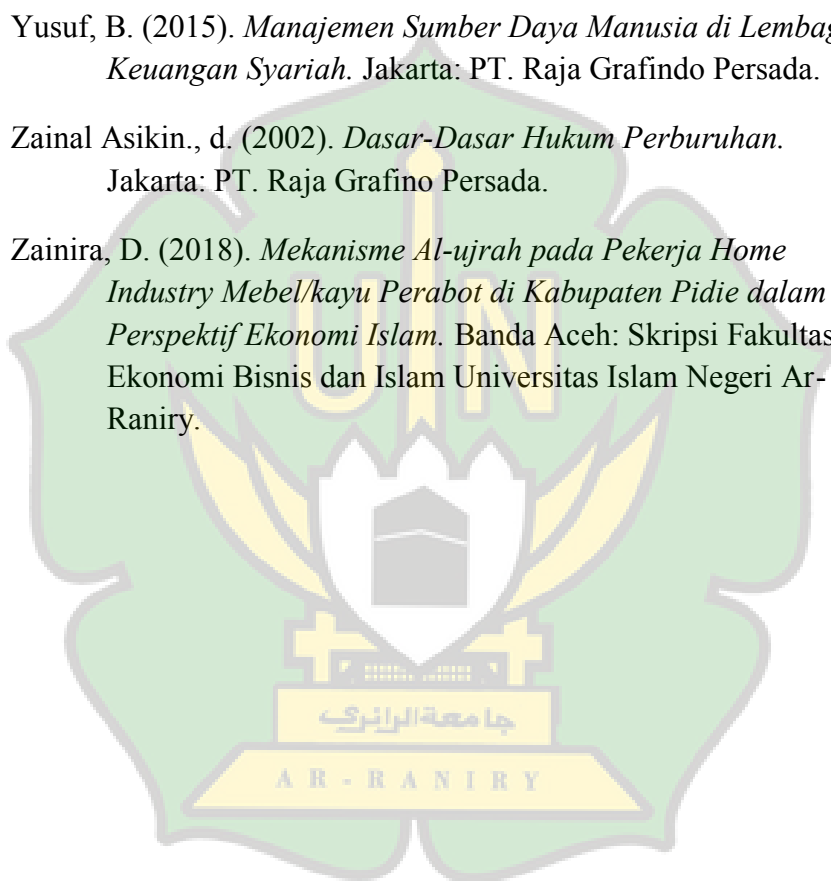 Yusuf, B. (2015). Manajemen Sumber Daya Manusia di Lembag
Keuangan Syariah. Jakarta: PT. Raja Grafindo Persada.
Zainal Asikin., d. (2002). Dasar-Dasar Hukum Perburuhan.
Jakarta: PT. Raja Grafino Persada.
Zainira, D. (2018). Mekanisme Al-ujrah pada Pekerja Home
Industry Mebel/kayu Perabot di Kabupaten Pidie dalam
Perspektif Ekonomi Islam. Banda Aceh: Skripsi Fakultas
Ekonomi Bisnis dan Islam Universitas Islam Negeri Ar-
Raniry.
UIN
جامعة الرانري
AR-RANIRY